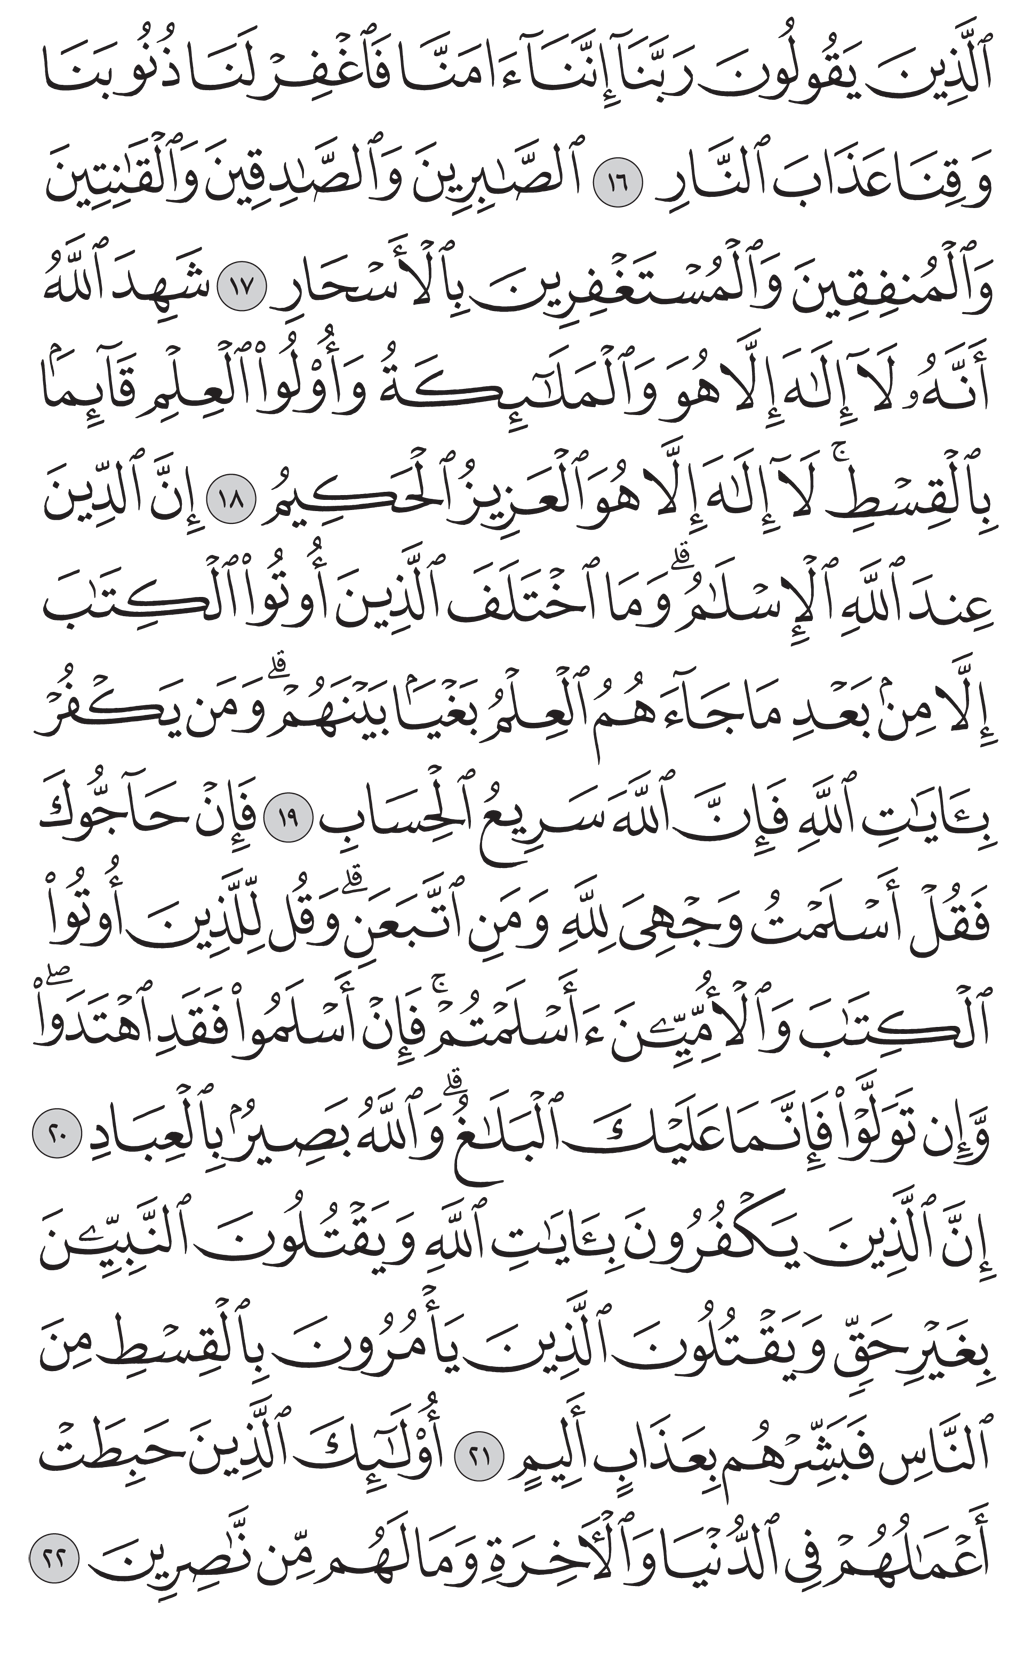 ٱلَّذِينَ يَقُولُونَ رَبَّنَآ إِنَّنَآ ءَامَنَّا فَٱغۡفِرۡ لَنَا ذُنُوبَنَا
وَقِنَا عَذَابَ ٱلنَّارِ ١٦ ٱلصَّٰبِرِينَ وَٱلصَّٰدِقِينَ وَٱلۡقَٰنِتِينَ
وَٱلۡمُنفِقِينَ وَٱلۡمُسۡتَغۡفِرِينَ بِٱلۡأَسۡحَارِ ١٧ شَهِدَ ٱللَّهُ
أَنَّهُۥ لَآ إِلَٰهَ إِلَّا هُوَ وَٱلۡمَلَٰٓئِكَةُ وَأُوْلُواْ ٱلۡعِلۡمِ قَآئِمَۢا
بِٱلۡقِسۡطِۚ لَآ إِلَٰهَ إِلَّا هُوَ ٱلۡعَزِيزُ ٱلۡحَكِيمُ ١٨ إِنَّ ٱلدِّينَ
عِندَ ٱللَّهِ ٱلۡإِسۡلَٰمُۗ وَمَا ٱخۡتَلَفَ ٱلَّذِينَ أُوتُواْ ٱلۡكِتَٰبَ
إِلَّا مِنۢ بَعۡدِ مَا جَآءَهُمُ ٱلۡعِلۡمُ بَغۡيَۢا بَيۡنَهُمۡۗ وَمَن يَكۡفُرۡ
بِـَٔايَٰتِ ٱللَّهِ فَإِنَّ ٱللَّهَ سَرِيعُ ٱلۡحِسَابِ ١٩ فَإِنۡ حَآجُّوكَ
فَقُلۡ أَسۡلَمۡتُ وَجۡهِيَ لِلَّهِ وَمَنِ ٱتَّبَعَنِۗ وَقُل لِّلَّذِينَ أُوتُواْ
ٱلۡكِتَٰبَ وَٱلۡأُمِّيِّـۧنَ ءَأَسۡلَمۡتُمۡۚ فَإِنۡ أَسۡلَمُواْ فَقَدِ ٱهۡتَدَواْۖ
وَّإِن تَوَلَّوۡاْ فَإِنَّمَا عَلَيۡكَ ٱلۡبَلَٰغُۗ وَٱللَّهُ بَصِيرُۢ بِٱلۡعِبَادِ ٢٠
إِنَّ ٱلَّذِينَ يَكۡفُرُونَ بِـَٔايَٰتِ ٱللَّهِ وَيَقۡتُلُونَ ٱلنَّبِيِّـۧنَ
بِغَيۡرِ حَقّٖ وَيَقۡتُلُونَ ٱلَّذِينَ يَأۡمُرُونَ بِٱلۡقِسۡطِ مِنَ
ٱلنَّاسِ فَبَشِّرۡهُم بِعَذَابٍ أَلِيمٍ ٢١ أُوْلَٰٓئِكَ ٱلَّذِينَ حَبِطَتۡ
أَعۡمَٰلُهُمۡ فِي ٱلدُّنۡيَا وَٱلۡأٓخِرَةِ وَمَا لَهُم مِّن نَّٰصِرِينَ ٢٢